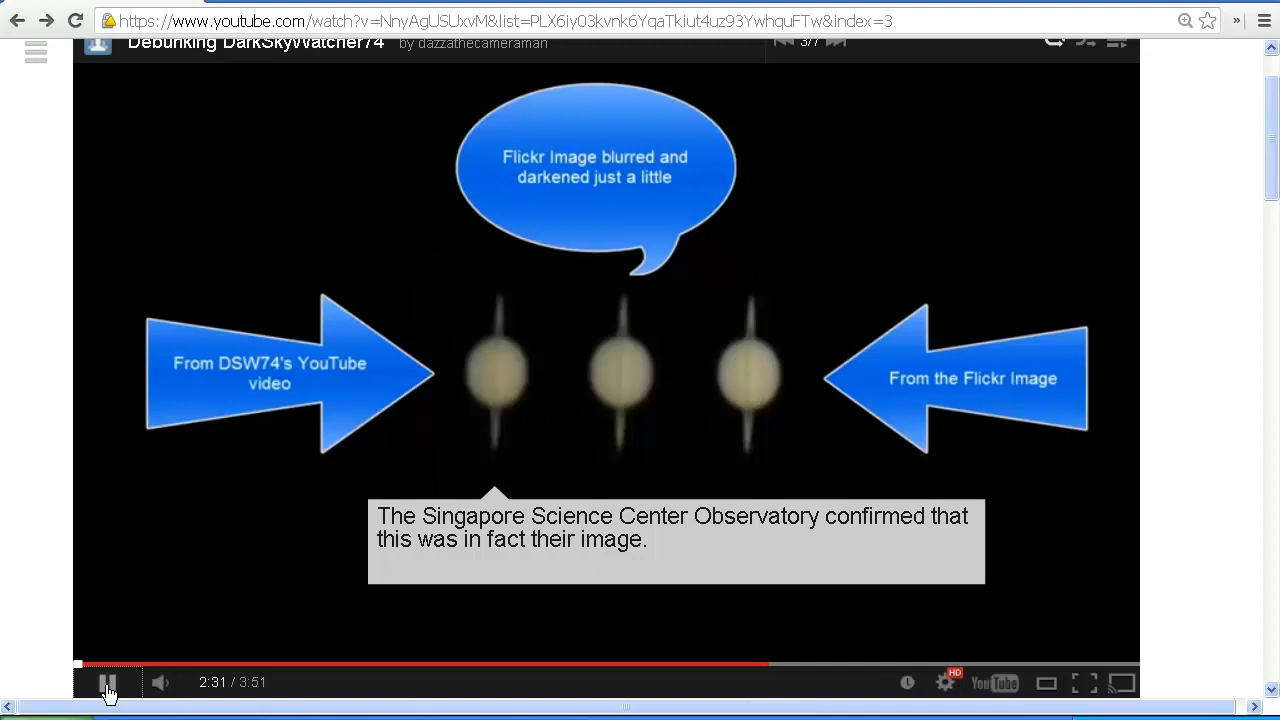 https://www.youtube.com/watch?v=NnyAgUSUxvM&list=PLX6iy03kvnk6YqaTkiut4uz93YwHquFTw&index=3
Debunking DarkSkyWatcher74
by dazzathecameraman
3/7
Flickr Image blurred and
darkened just a little
From DSW74's YouTube
video
From the Flickr Image
The Singapore Science Center Observatory confirmed that
this was in fact their image.
2:31 / 3:51
HD
YouTube